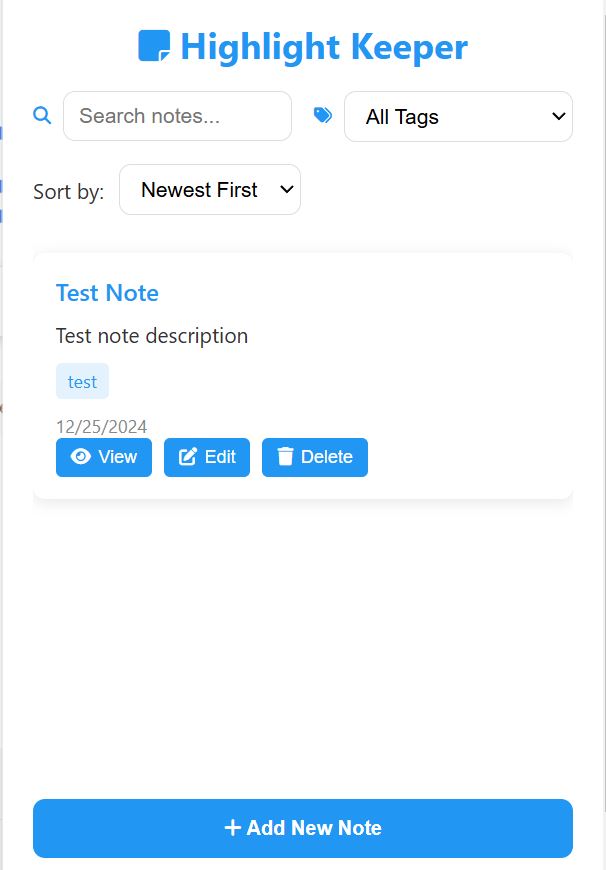 Highlight Keeper
Search notes... All Tags
Sort by: Newest First
Test Note
Test note description
test
12/25/2024
View Edit Delete
+ Add New Note